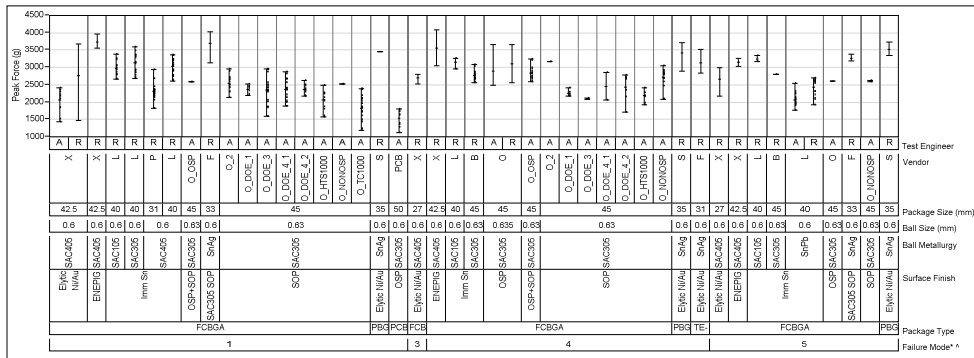 4500
4000
3500
3000
2500
2000
1500
1000
Peak Force (g)
A R R R R P R R A F A A A A A A A A R A R R R R A R A A A A A A A A R R R R R R A R A R A R
Test Engineer
X X L L P L O_OSP F O_2 O_DOE_1 O_DOE_3 O_DOE_4_1 O_DOE_4_2 O_HTS1000 O_NONOSP O_TC1000 S PCB X X L B O O_OSP O_2 O_DOE_1 O_DOE_3 O_DOE_4_1 O_DOE_4_2 O_HTS1000 O_NONOSP S F X X L B L O F O_NONOSP S
Vendor
42.5 42.5 40 40 31 40 45 33 45 35 50 27 42.5 40 45 45 45 45 35 31 27 42.5 40 45 40 45 33 45 35
Package Size (mm)
0.6 0.6 0.6 0.6 0.6 0.63 0.6 0.63 0.6 0.63 0.6 0.6 0.6 0.63 0.635 0.63 0.63 0.6 0.6 0.6 0.6 0.6 0.63 0.6 0.63 0.6 0.63 0.6
Ball Size (mm)
SAC405 SAC405 SAC105 SAC305 SAC405 SAC305 SnAg SAC305 SnAg SAC305 SAC405 SAC405 SAC105 SAC305 SAC305 SAC305 SnAg SnAg SAC405 SAC405 SAC105 SAC305 SnPb SAC305 SnAg SAC305 SnAg
Ball Metallurgy
Elytic Ni/Au ENEPIG Imm Sn OSP+SOP SAC305 SOP SOP Elytic Ni/Au OSP Elytic Ni/Au ENEPIG Imm Sn OSP OSP+SOP SOP Elytic Ni/Au Elytic Ni/Au Elytic Ni/Au ENEPIG Imm Sn OSP SAC305 SOP SOP Elytic Ni/Au
Surface Finish
FCBGA PBG PCB FCB FCBGA PBG TE- FCBGA PBG
Package Type
1 3 4 5
Failure Mode* ^